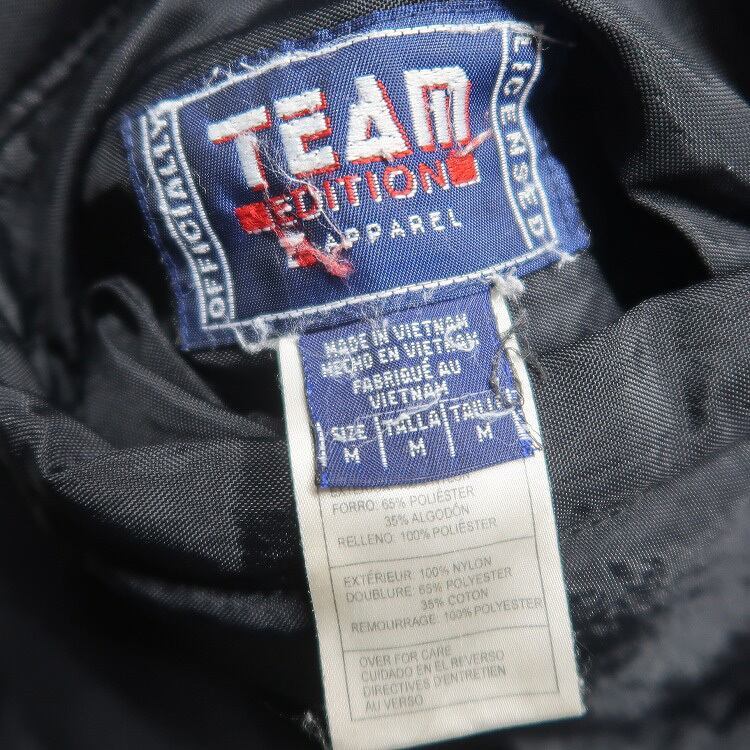 OFFICIALLY
TEAM
EDITION
APPAREL
LICENSED
MADE IN VIETNAM
HECHO EN VIETNAM
FABRIQUÉ AU
VIETNAM
SIZE TALLA TAILLE
M M M
FORRO: 65% POLIÉSTER
35% ALGODÓN
RELLENO: 100% POLIÉSTER
EXTÉRIEUR: 100% NYLON
DOUBLURE: 65% POLYESTER
35% COTON
REMOURRAGE: 100% POLYESTER
OVER FOR CARE
CUIDADO EN EL REVERSO
DIRECTIVES D'ENTRETIEN
AU VERSO